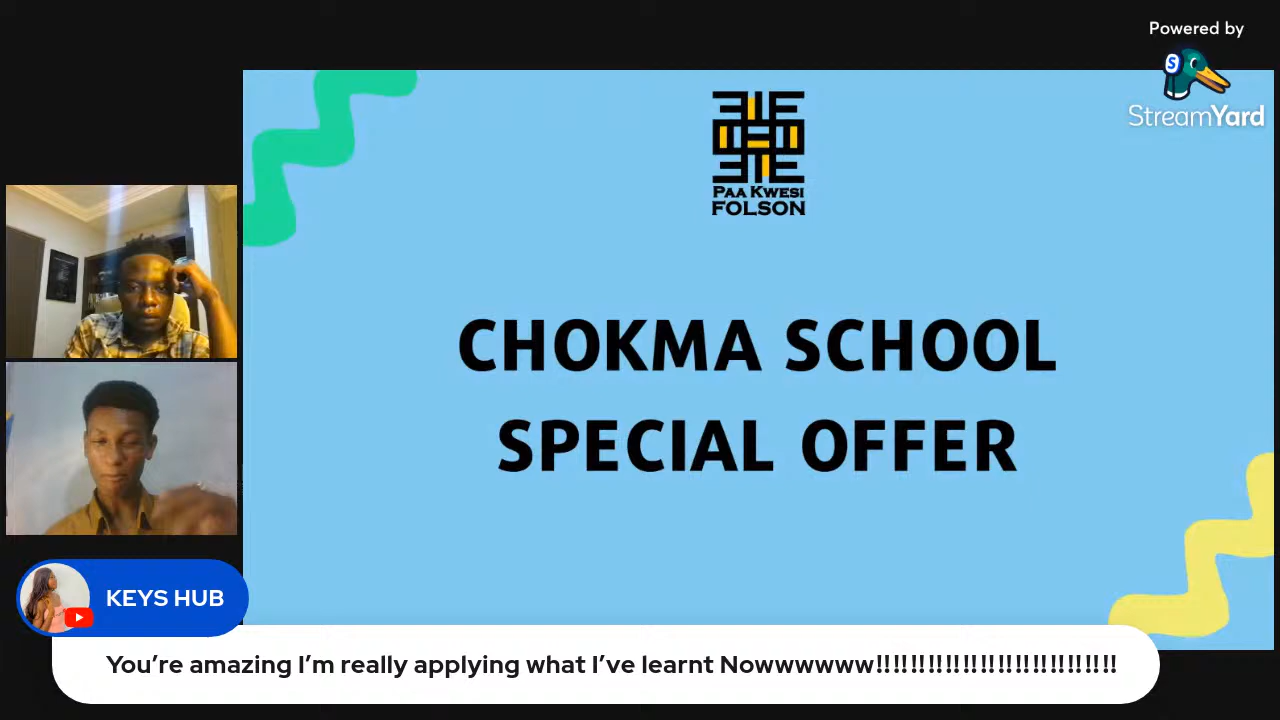 Powered by
StreamYard
PAA KWESI
FOLSON
CHOKMA SCHOOL
SPECIAL OFFER
KEYS HUB
You’re amazing I’m really applying what I’ve learnt Nowwwwww!!!!!!!!!!!!!!!!!!!!!!!!!!!!